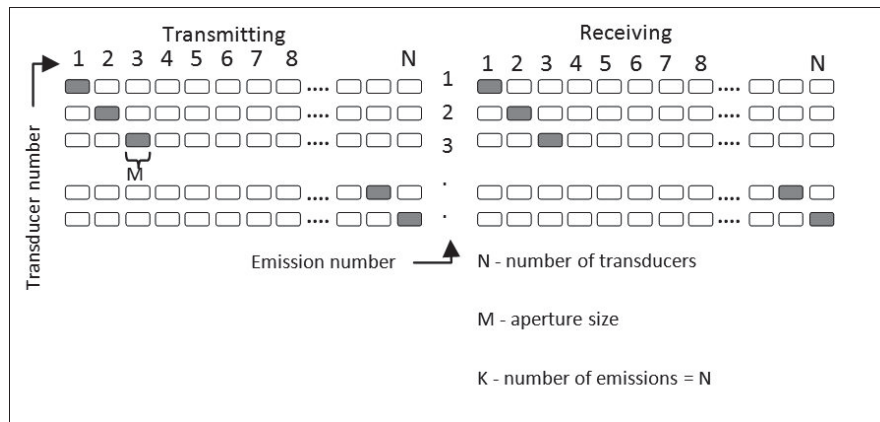 Transmitting
Receiving
1 2 3 4 5 6 7 8 N
1 2 3 4 5 6 7 8 N
Transducer number
....
1
....
....
2
....
....
3
....
M
....
.
....
....
.
....
Emission number
N - number of transducers
M - aperture size
K - number of emissions = N